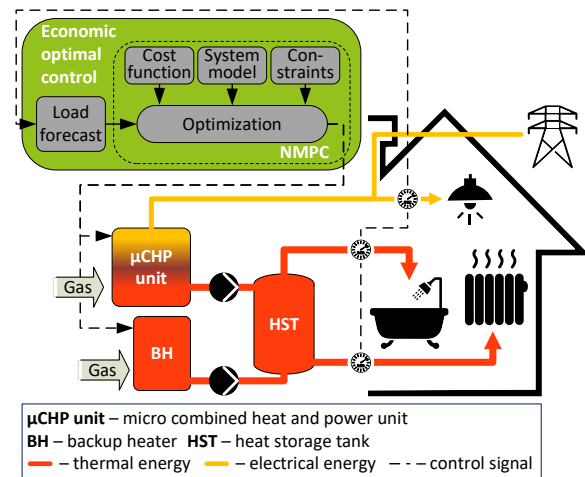 Economic
optimal
control
Cost
function
System
model
Con-
straints
Load
forecast
Optimization
NMPC
µCHP
unit
Gas
HST
BH
Gas
µCHP unit – micro combined heat and power unit
BH – backup heater HST – heat storage tank
– thermal energy – electrical energy – control signal